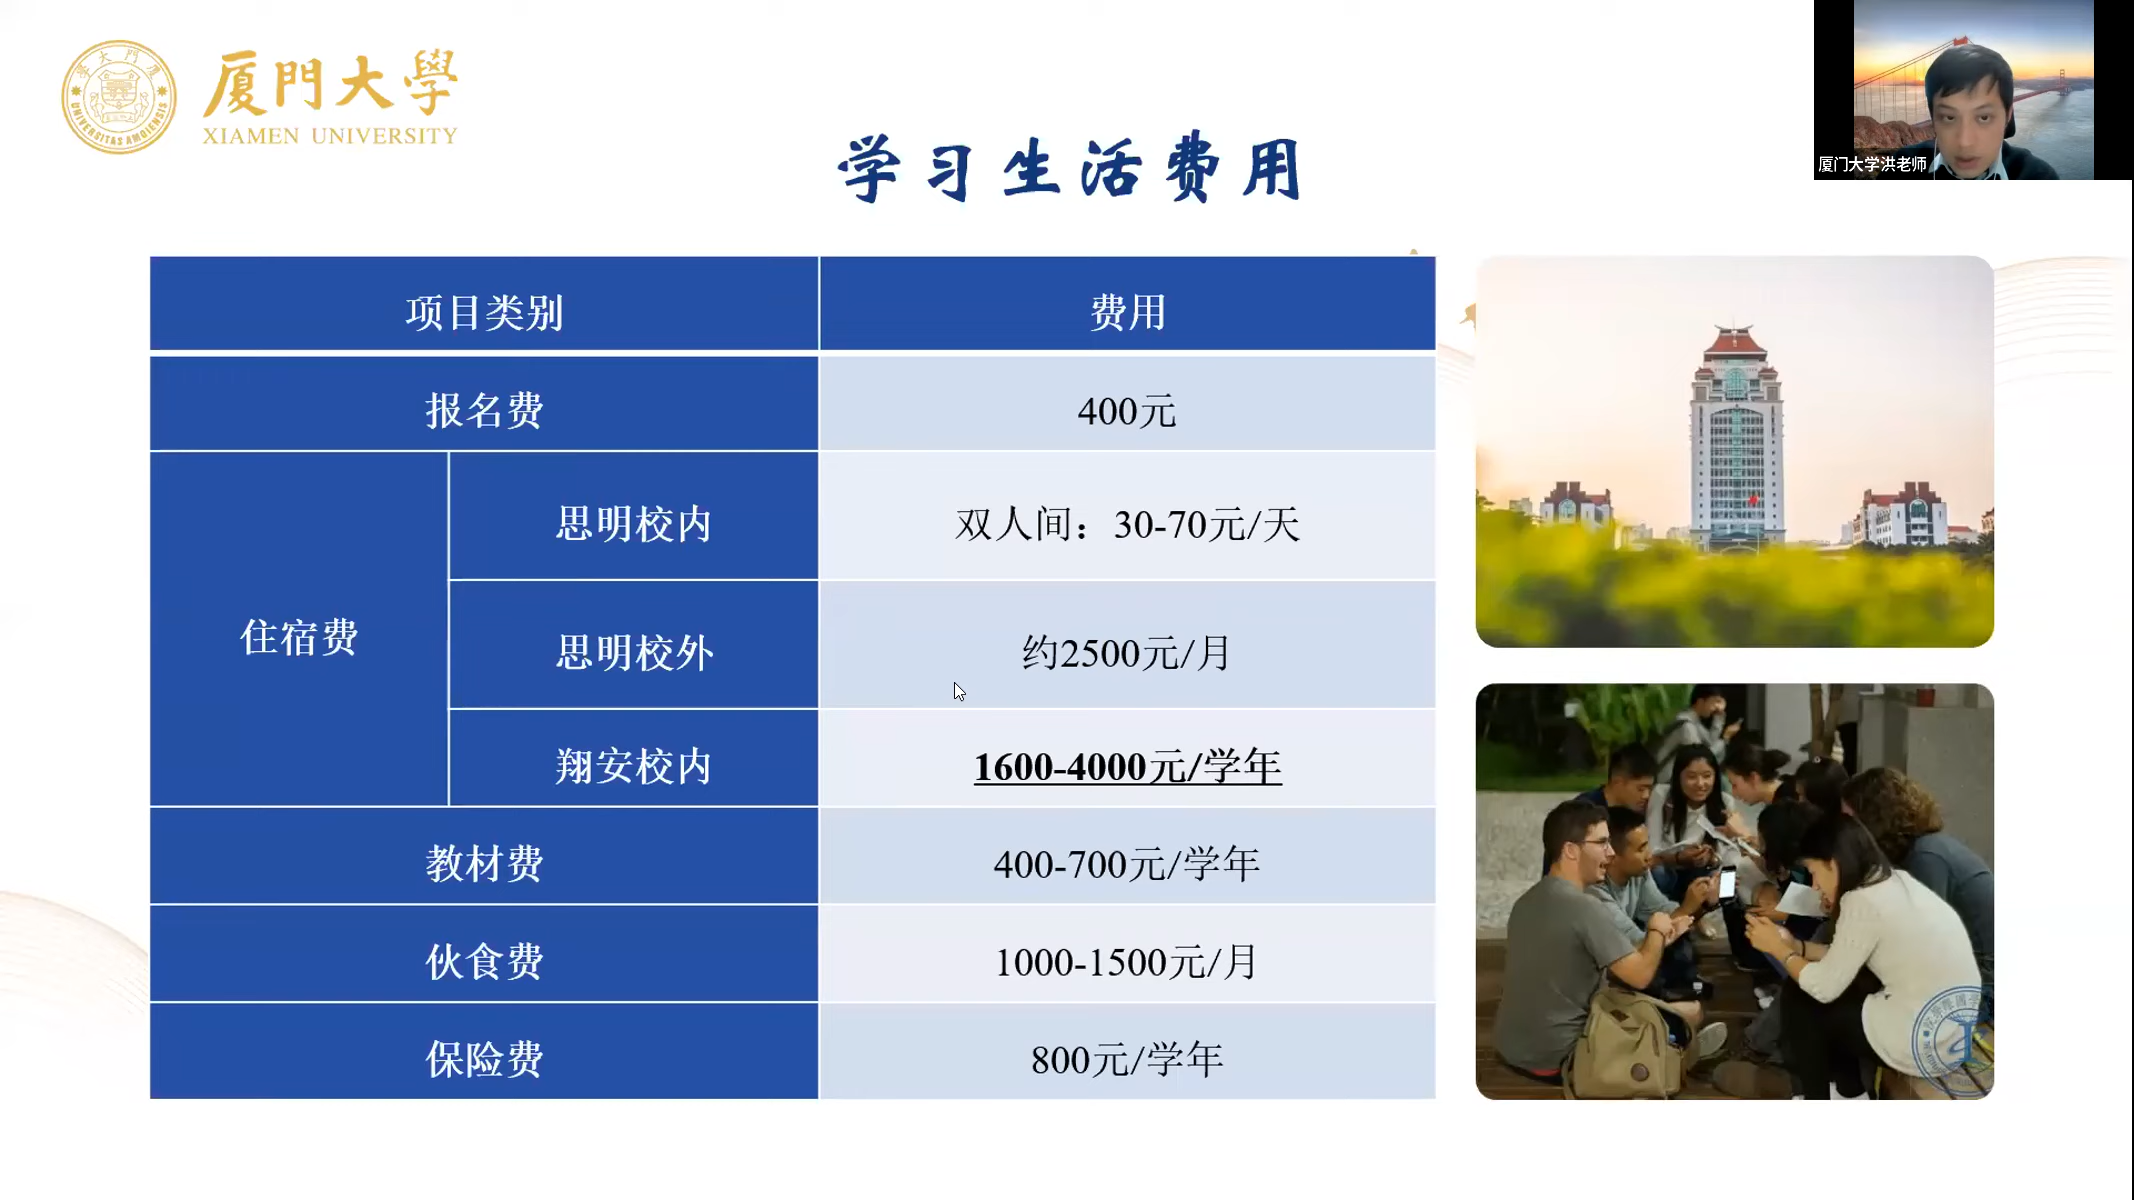 廈門大學
XIAMEN UNIVERSITY
UNIVERSITAS AMOIENSIS
学习生活费用
厦门大学洪老师
项目类别 费用
报名费 400元
住宿费
思明校内 双人间：30-70元/天
思明校外 约2500元/月
翔安校内 1600-4000元/学年
教材费 400-700元/学年
伙食费 1000-1500元/月
保险费 800元/学年